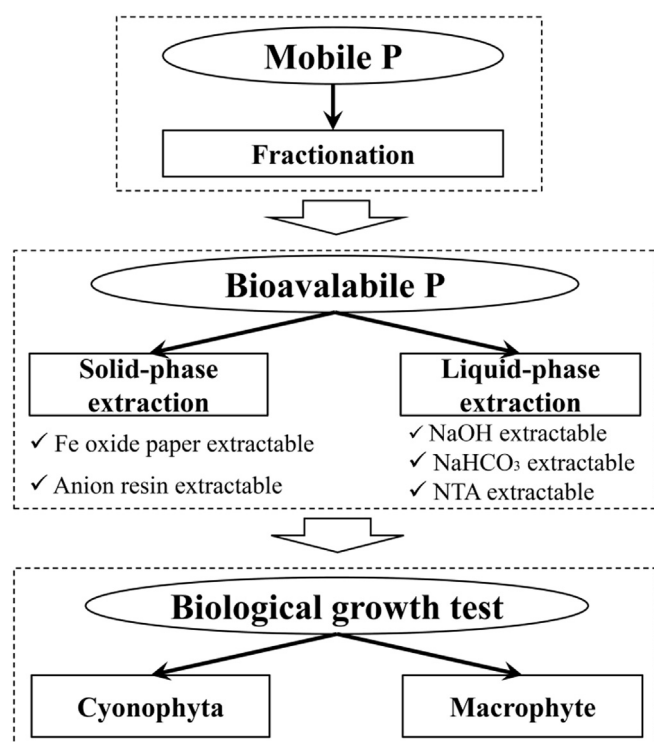 Mobile P
Fractionation
Bioavalabile P
Solid-phase
extraction
✓ Fe oxide paper extractable
✓ Anion resin extractable
Liquid-phase
extraction
✓ NaOH extractable
✓ NaHCO₃ extractable
✓ NTA extractable
Biological growth test
Cyonophyta
Macrophyte